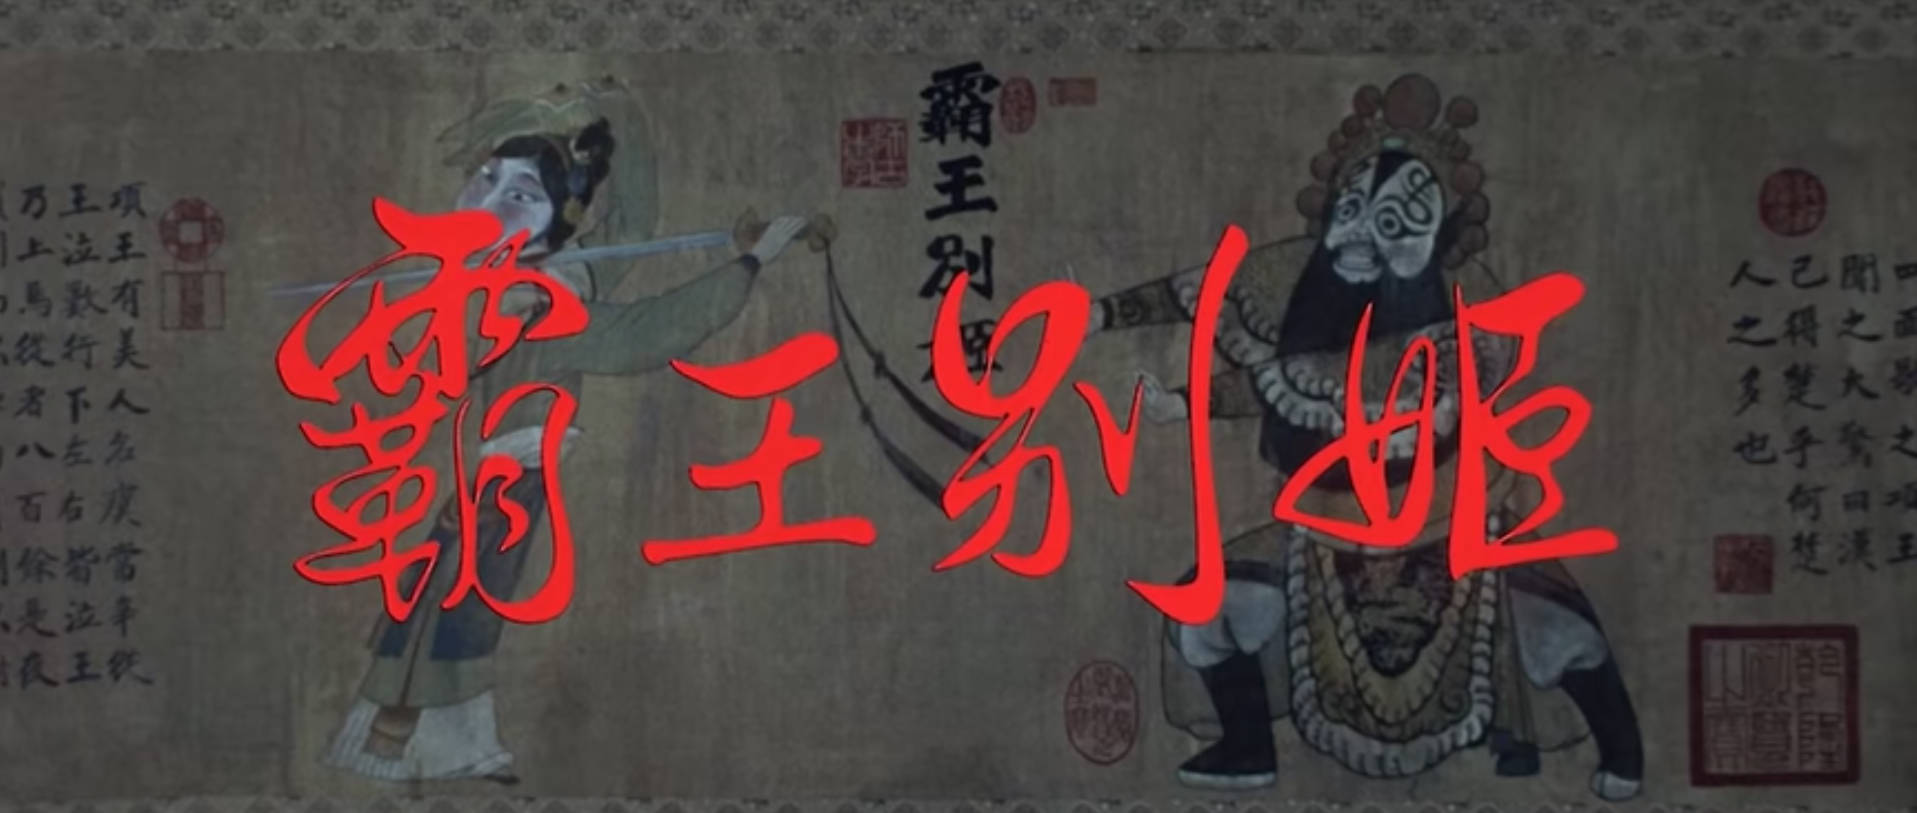 霸王别姬
霸王别姬
四面歌之項王
聞之大驚曰漢
已得楚乎何楚
人之多也
項王有美人名虞當幸從
王泣數行下左右皆泣王
乃上馬從者八百餘是夜